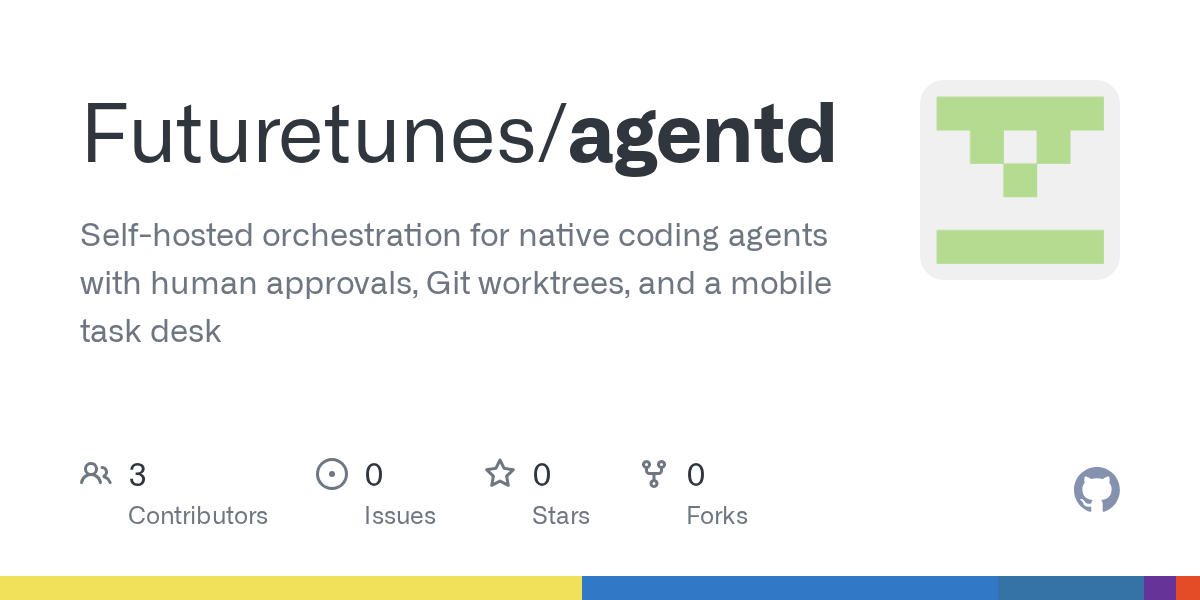 Futuretunes/agentd
Self-hosted orchestration for native coding agents
with human approvals, Git worktrees, and a mobile
task desk
3
Contributors
0
Issues
0
Stars
0
Forks